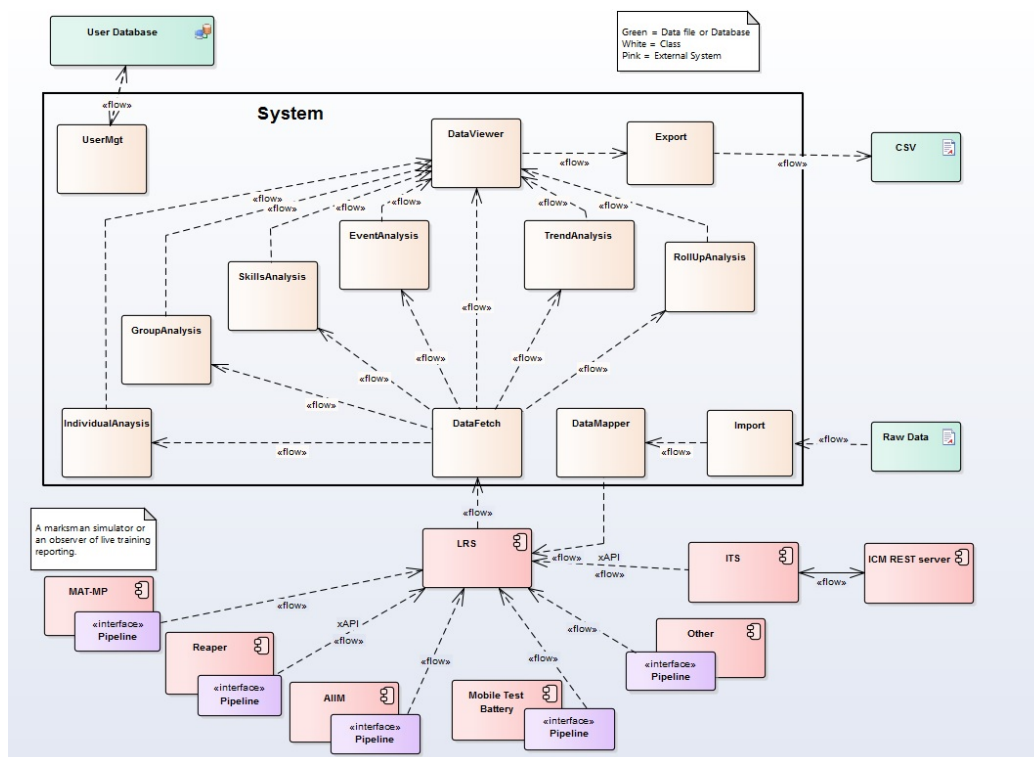 User Database
Green = Data file or Database
White = Class
Pink = External System
«flow»
System
UserMgt
DataViewer
Export
CSV
«flow»
«flow»
«flow»
«flow»
«flow»
«flow»
«flow»
«flow»
EventAnalysis
TrendAnalysis
RollUpAnalysis
SkillsAnalysis
«flow»
GroupAnalysis
«flow»
«flow»
«flow»
«flow»
«flow»
IndividualAnaysis
DataFetch
DataMapper
Import
Raw Data
«flow»
«flow»
«flow»
«flow»
A marksman simulator or
an observer of live training
reporting.
LRS
«flow»
xAPI
«flow»
ITS
«flow»
ICM REST server
MAT-MP
«interface»
Pipeline
«flow»
xAPI
«flow»
Reaper
«interface»
Pipeline
«flow»
AIIM
«interface»
Pipeline
«flow»
Mobile Test
Battery
«interface»
Pipeline
«flow»
Other
«interface»
Pipeline